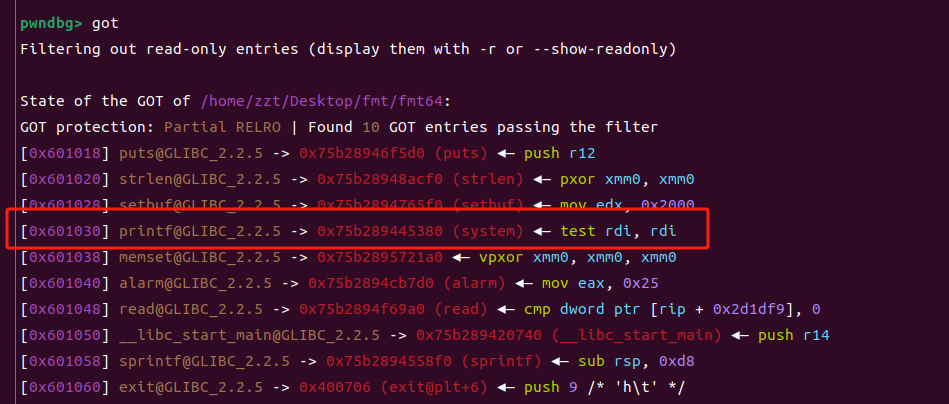 pwndbg> got
Filtering out read-only entries (display them with -r or --show-readonly)
State of the GOT of /home/zzt/Desktop/fmt/fmt64:
GOT protection: Partial RELRO | Found 10 GOT entries passing the filter
[0x601018] puts@GLIBC_2.2.5 -> 0x75b28946f5d0 (puts) ◂— push r12
[0x601020] strlen@GLIBC_2.2.5 -> 0x75b28948acf0 (strlen) ◂— pxor xmm0, xmm0
[0x601028] setbuf@GLIBC_2.2.5 -> 0x75b2894765f0 (setbuf) ◂— mov edx, 0x2000
[0x601030] printf@GLIBC_2.2.5 -> 0x75b289445380 (system) ◂— test rdi, rdi
[0x601038] memset@GLIBC_2.2.5 -> 0x75b2895721a0 ◂— vpxor xmm0, xmm0, xmm0
[0x601040] alarm@GLIBC_2.2.5 -> 0x75b2894cb7d0 (alarm) ◂— mov eax, 0x25
[0x601048] read@GLIBC_2.2.5 -> 0x75b2894f69a0 (read) ◂— cmp dword ptr [rip + 0x2d1df9], 0
[0x601050] __libc_start_main@GLIBC_2.2.5 -> 0x75b289420740 (__libc_start_main) ◂— push r14
[0x601058] sprintf@GLIBC_2.2.5 -> 0x75b2894558f0 (sprintf) ◂— sub rsp, 0xd8
[0x601060] exit@GLIBC_2.2.5 -> 0x400706 (exit@plt+6) ◂— push 9 /* 'h\t' */